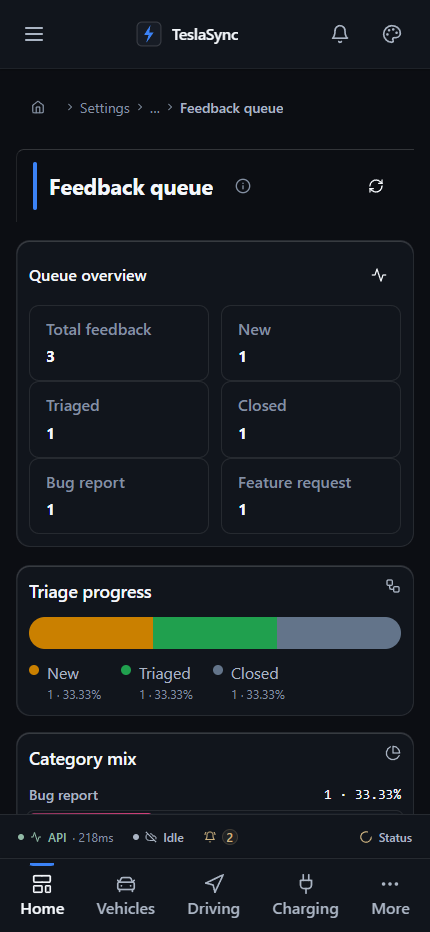 TeslaSync
Settings ... Feedback queue
Feedback queue
Queue overview
Total feedback
3
New
1
Triaged
1
Closed
1
Bug report
1
Feature request
1
Triage progress
New
1 · 33.33%
Triaged
1 · 33.33%
Closed
1 · 33.33%
Category mix
Bug report 1 · 33.33%
API · 218ms Idle 2 Status
Home Vehicles Driving Charging More